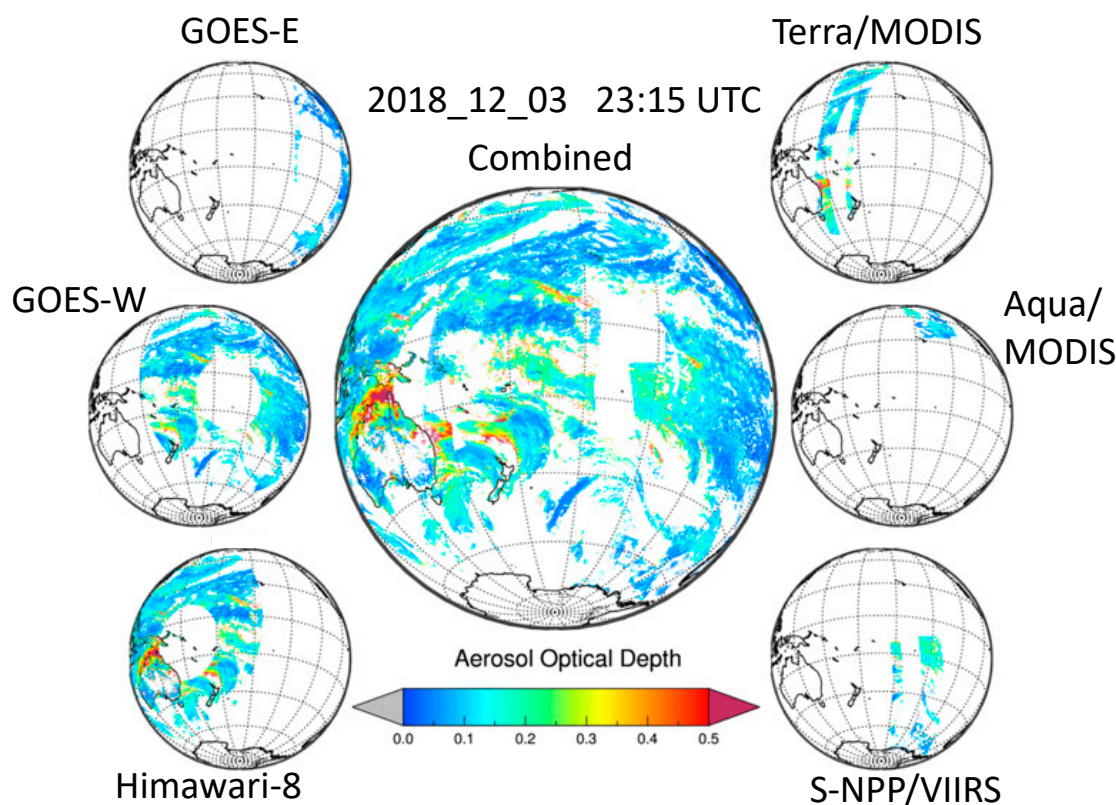 GOES-E
Terra/MODIS
2018_12_03 23:15 UTC
Combined
GOES-W
Aqua/
MODIS
Aerosol Optical Depth
0.0 0.1 0.2 0.3 0.4 0.5
Himawari-8
S-NPP/VIIRS